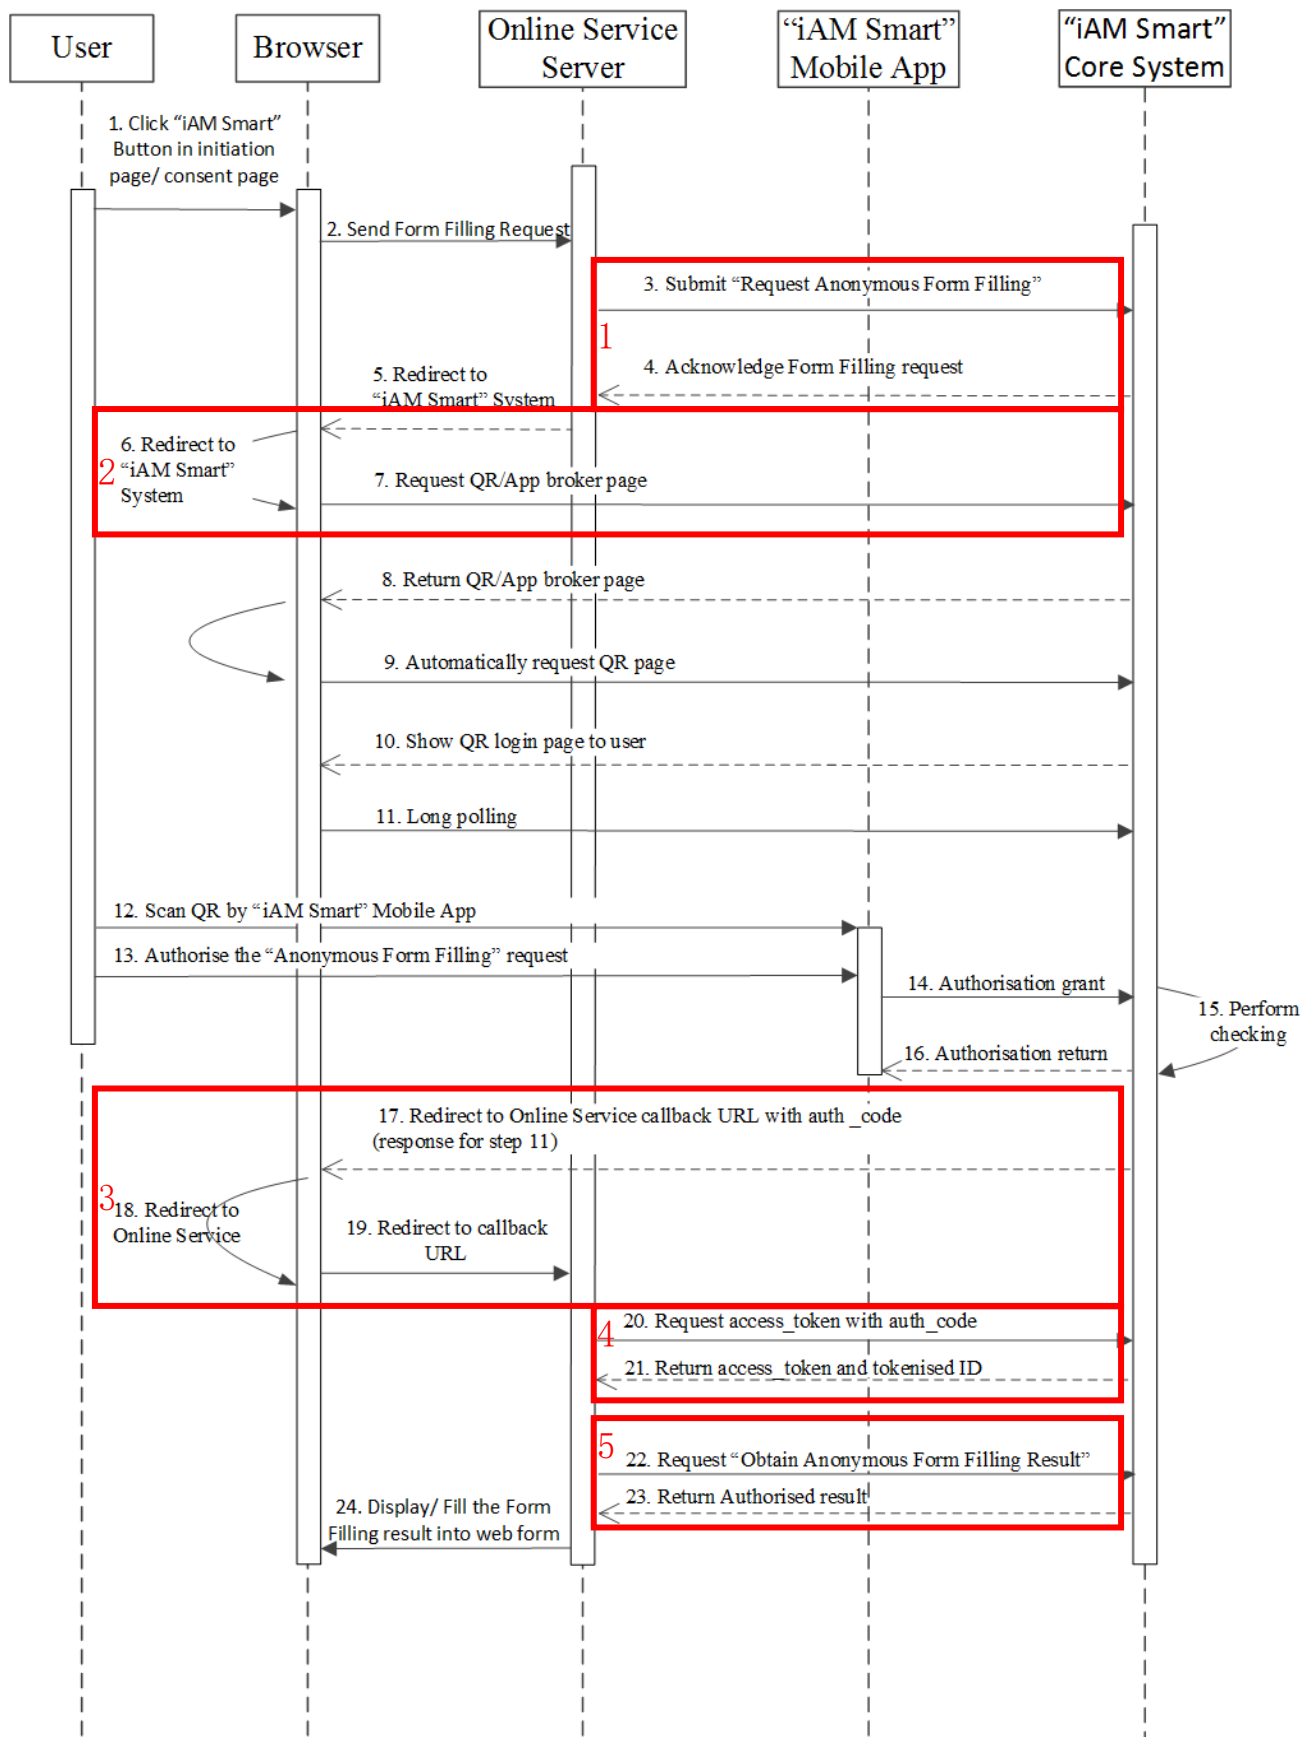 User
Browser
Online Service
Server
“iAM Smart”
Mobile App
“iAM Smart”
Core System
1. Click “iAM Smart”
Button in initiation
page/ consent page
2. Send Form Filling Request
3. Submit “Request Anonymous Form Filling”
1
4. Acknowledge Form Filling request
5. Redirect to
“iAM Smart” System
6. Redirect to
“iAM Smart”
System
2
7. Request QR/App broker page
8. Return QR/App broker page
9. Automatically request QR page
10. Show QR login page to user
11. Long polling
12. Scan QR by “iAM Smart” Mobile App
13. Authorise the “Anonymous Form Filling” request
14. Authorisation grant
15. Perform
checking
16. Authorisation return
17. Redirect to Online Service callback URL with auth _code
(response for step 11)
3
18. Redirect to
Online Service
19. Redirect to callback
URL
20. Request access_token with auth_code
4
21. Return access_token and tokenised ID
5
22. Request “Obtain Anonymous Form Filling Result”
23. Return Authorised result
24. Display/ Fill the Form
Filling result into web form